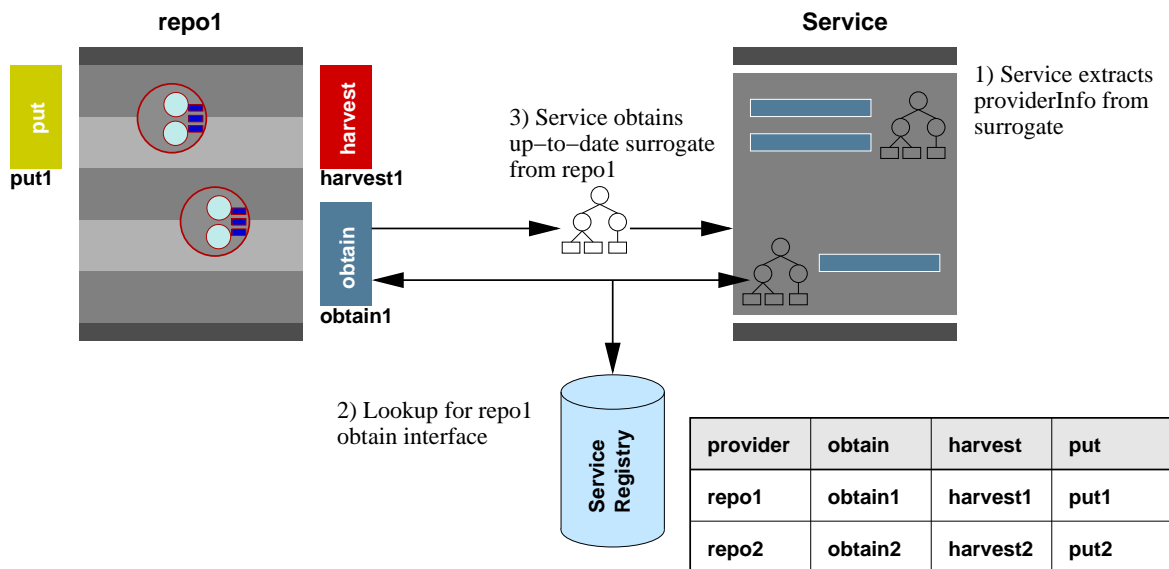 repo1
Service
put
put1
harvest
harvest1
obtain
obtain1
3) Service obtains
up−to−date surrogate
from repo1
1) Service extracts
providerInfo from
surrogate
2) Lookup for repo1
obtain interface
Service
Registry
provider obtain harvest put
repo1 obtain1 harvest1 put1
repo2 obtain2 harvest2 put2